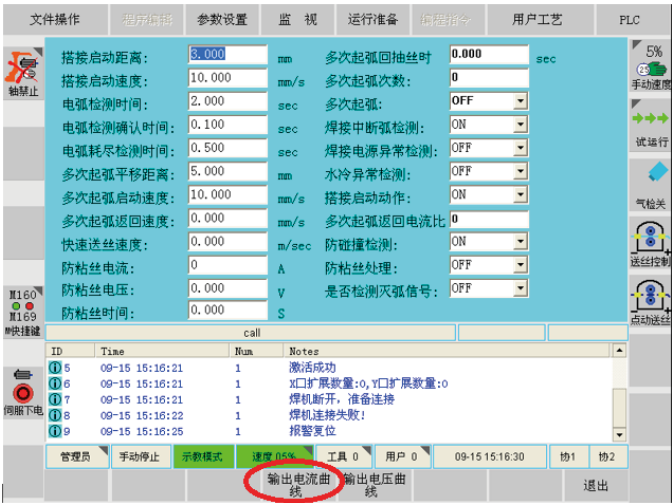 文件操作 程序编辑 参数设置 监 视 运行准备 编程指令 用户工艺 PLC
轴禁止
搭接启动距离: 3.000 mm 多次起弧回抽丝时 0.000 sec
搭接启动速度: 10.000 mm/s 多次起弧次数: 0
电弧检测时间: 2.000 sec 多次起弧: OFF
电弧检测确认时间: 0.100 sec 焊接中断弧检测: ON
电弧耗尽检测时间: 0.500 sec 焊接电源异常检测: OFF
多次起弧平移距离: 5.000 mm 水冷异常检测: OFF
多次起弧启动速度: 10.000 mm/s 搭接启动动作: ON
多次起弧返回速度: 0.000 mm/s 多次起弧返回电流比 0
快速送丝速度: 0.000 m/sec 防碰撞检测: ON
防粘丝电流: 0 A 防粘丝处理: OFF
防粘丝电压: 0.000 V 是否检测灭弧信号: OFF
防粘丝时间: 0.000 S
5%
手动速度
试运行
气检关
送丝控制
点动送丝
M160
M169
M快捷键
伺服下电
call
ID Time Num Notes
5 09-15 15:16:21 1 激活成功
6 09-15 15:16:21 1 X口扩展数量:0,Y口扩展数量:0
7 09-15 15:16:21 1 焊机断开，准备连接
8 09-15 15:16:22 1 焊机连接失败!
9 09-15 15:16:25 1 报警复位
管理员 手动停止 示教模式 速度 05% 工具 0 用户 0 09-15 15:16:30 协1 协2
输出电流曲线 输出电压曲线 退出